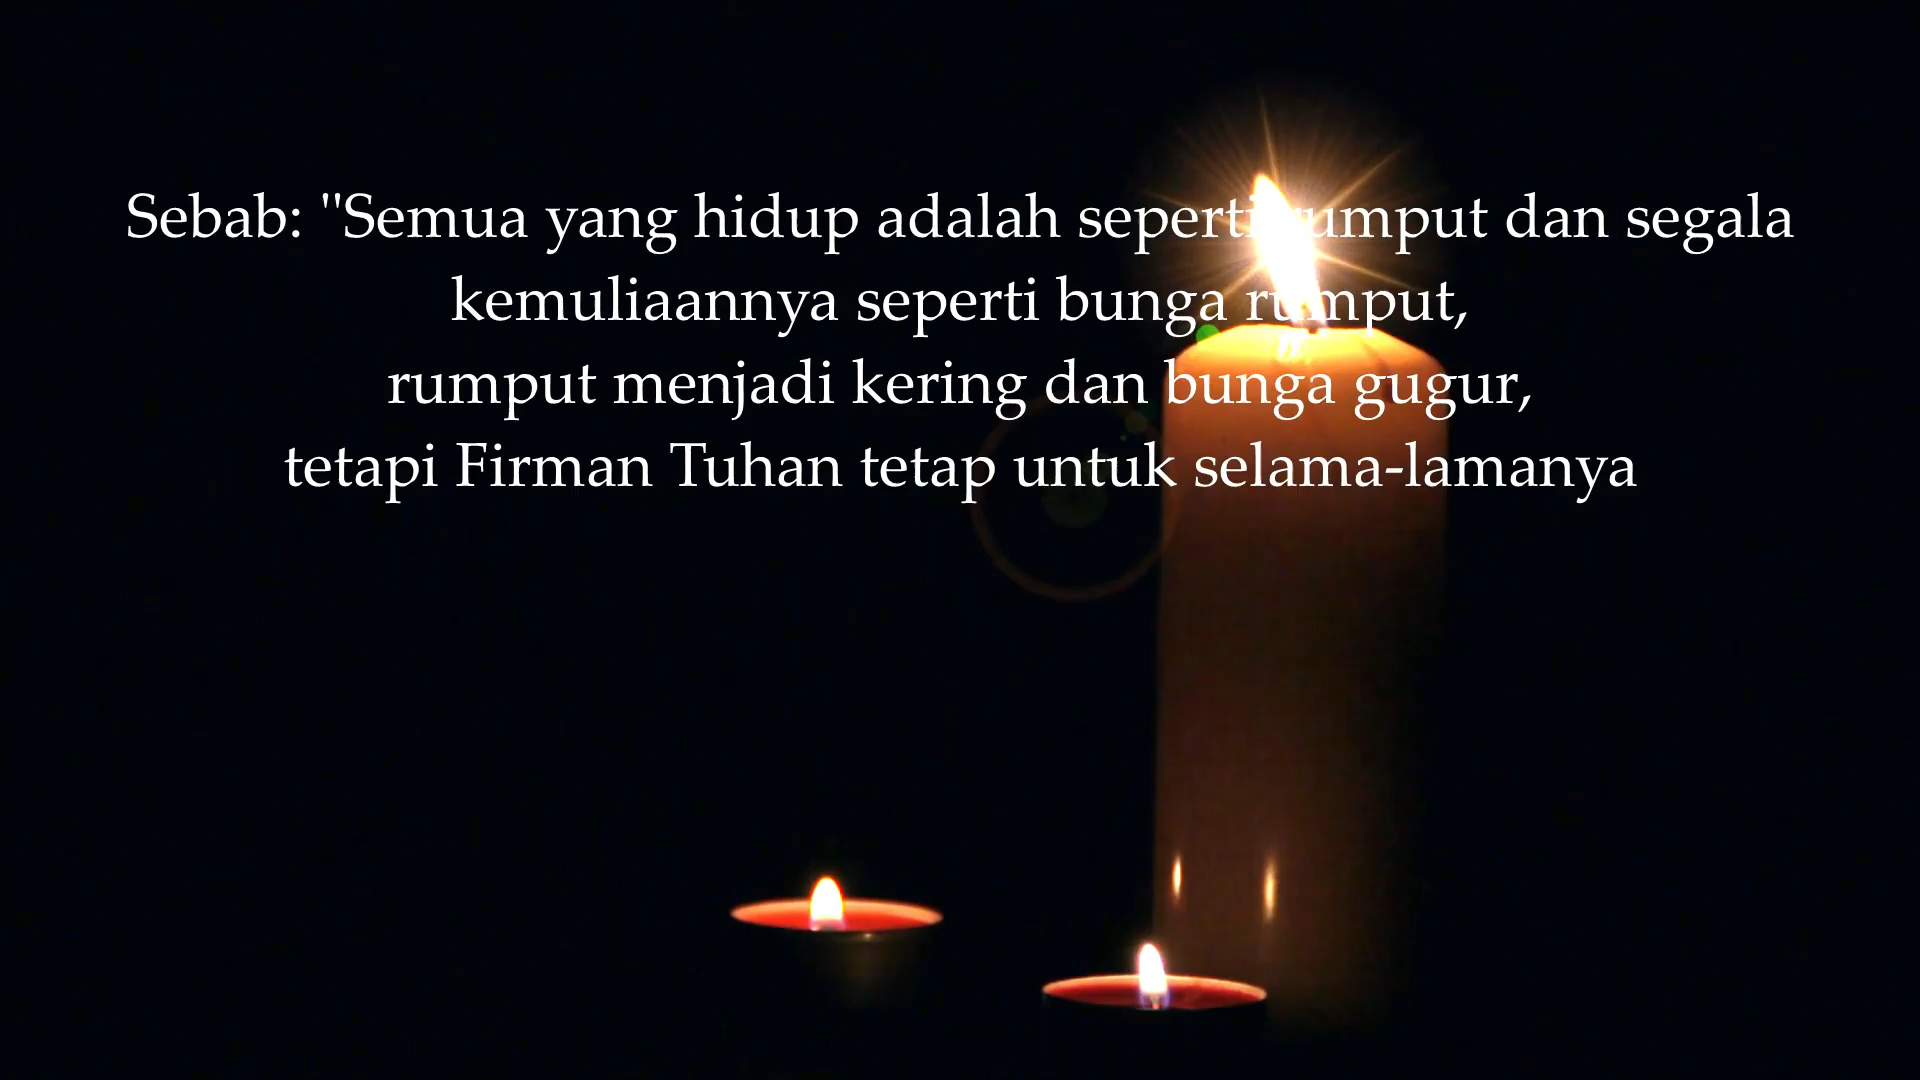 Sebab: "Semua yang hidup adalah seperti rumput dan segala
kemuliaannya seperti bunga rumput,
rumput menjadi kering dan bunga gugur,
tetapi Firman Tuhan tetap untuk selama-lamanya